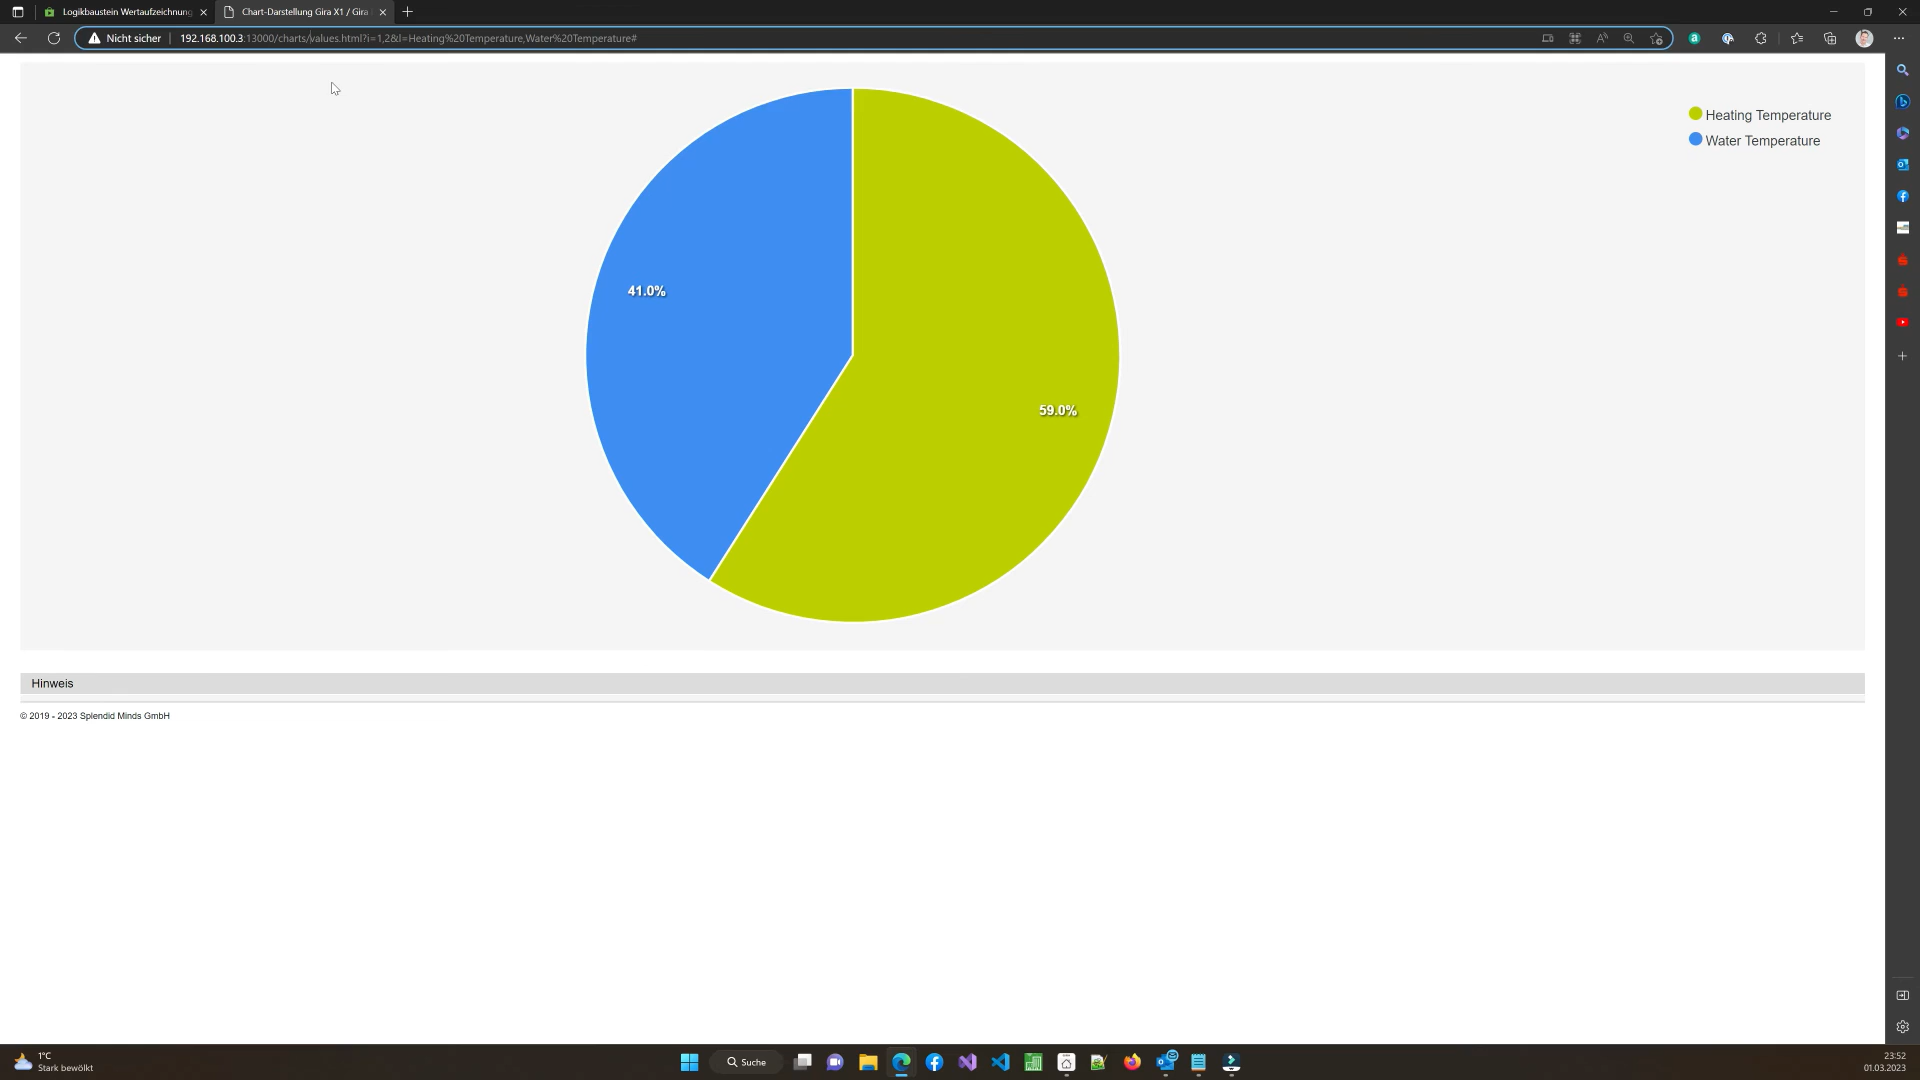 Logikbaustein Wertaufzeichnung
Chart-Darstellung Gira X1 / Gira
Nicht sicher
192.168.100.3:13000/charts/values.html?i=1,2&l=Heating%20Temperature,Water%20Temperature#
Heating Temperature
Water Temperature
41.0%
59.0%
Hinweis
© 2019 - 2023 Splendid Minds GmbH
1°C
Stark bewölkt
Suche
23:52
01.03.2023